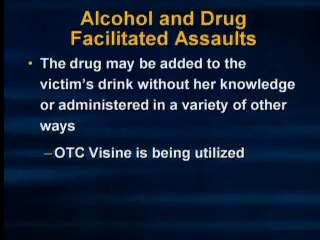 Alcohol and Drug
Facilitated Assaults
• The drug may be added to the
victim's drink without her knowledge
or administered in a variety of other
ways
–OTC Visine is being utilized